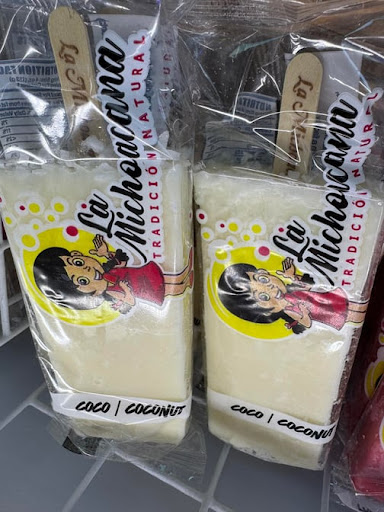 La
Michoacana
TRADICIÓN NATURAL
COCO | COCONUT
La
Michoacana
TRADICIÓN NATURAL
COCO | COCONUT